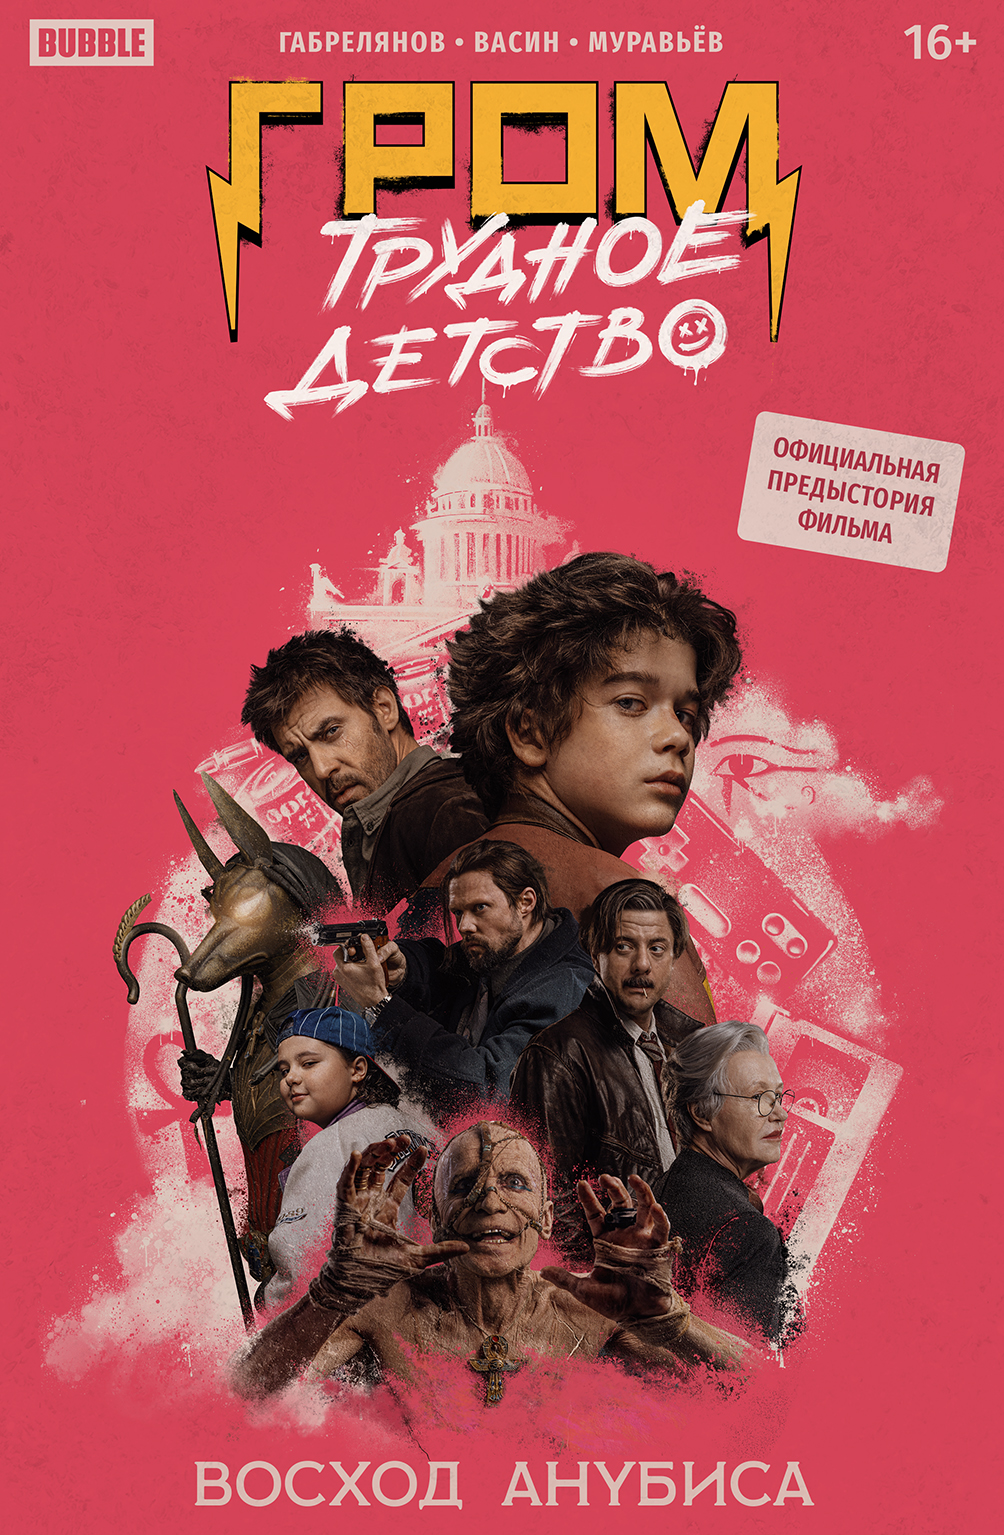 BUBBLE
ГАБРЕЛЯНОВ • ВАСИН • МУРАВЬЁВ
16+
ГРОМ
ТРУДНОЕ
ДЕТСТВО
ОФИЦИАЛЬНАЯ
ПРЕДЫСТОРИЯ
ФИЛЬМА
ВОСХОД АНУБИСА